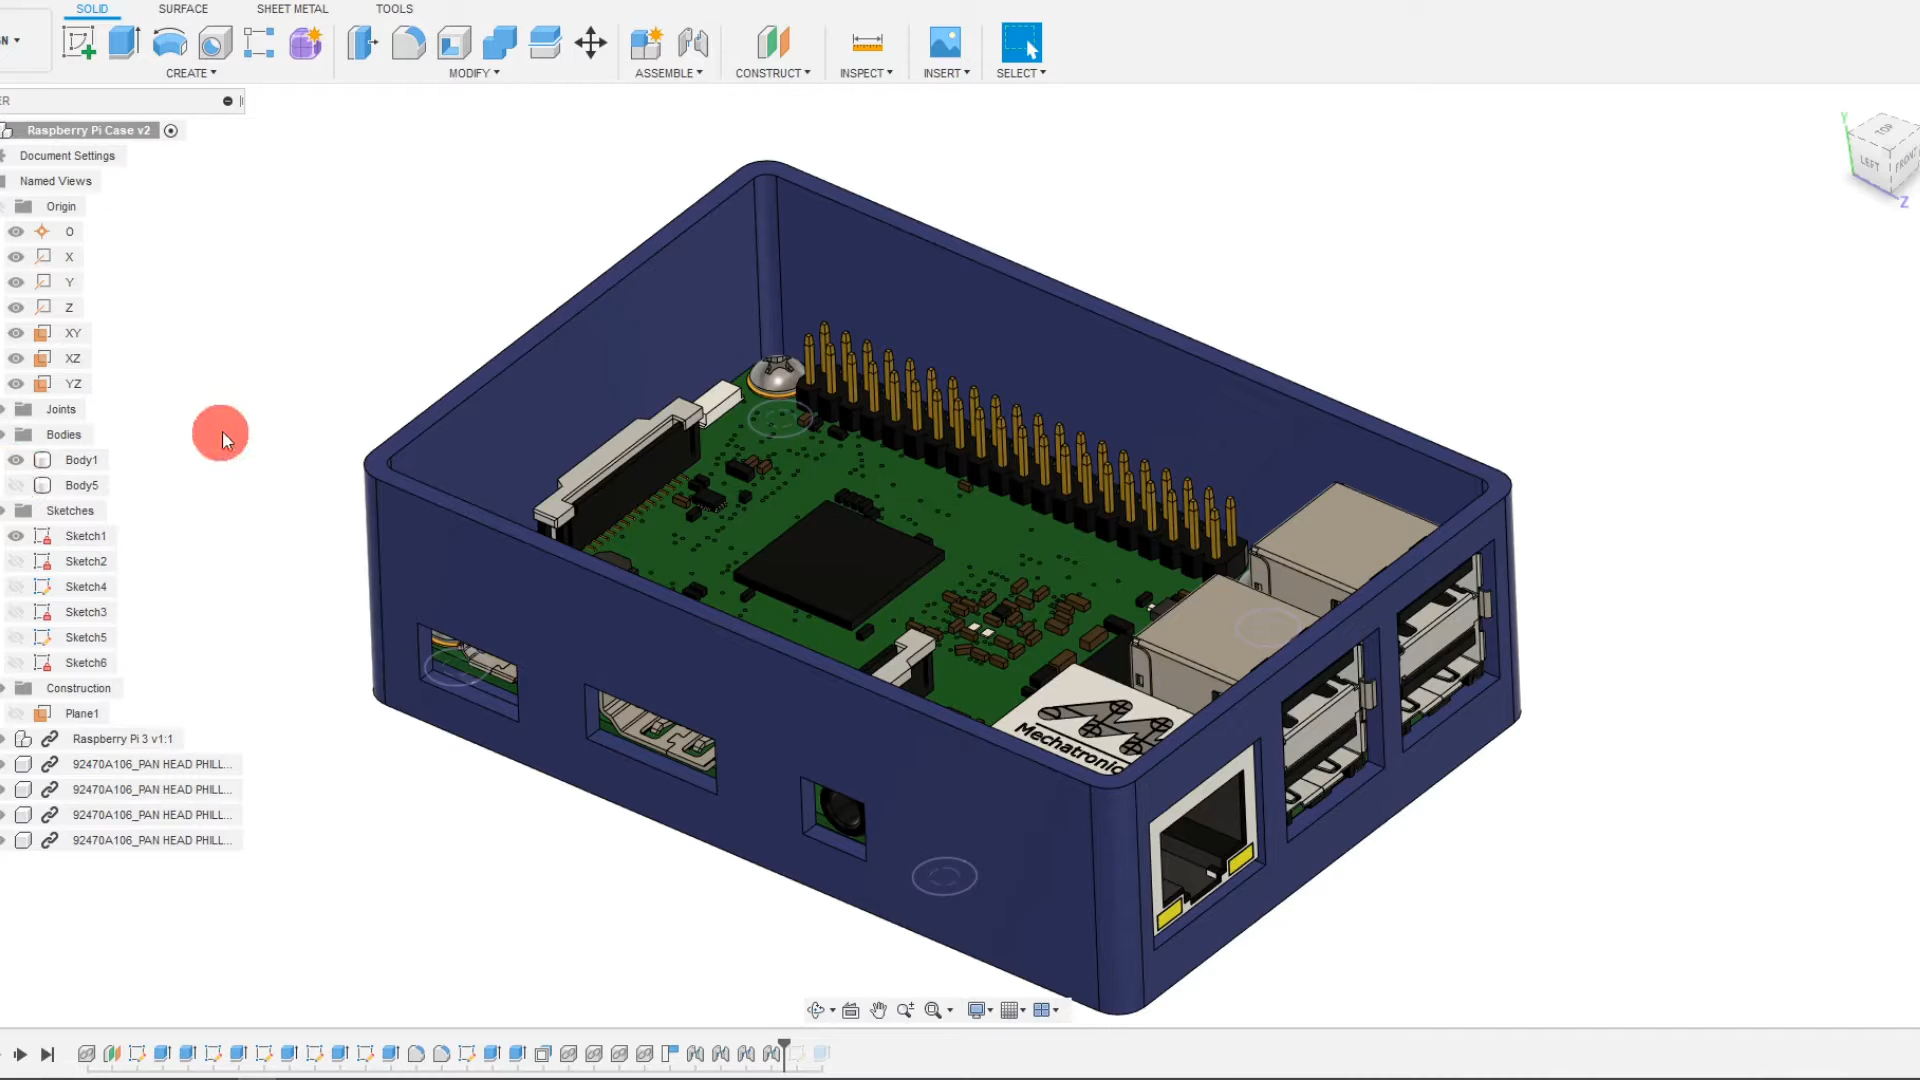 SOLID SURFACE SHEET METAL TOOLS
CREATE MODIFY ASSEMBLE CONSTRUCT INSPECT INSERT SELECT
Raspberry Pi Case v2
Document Settings
Named Views
Origin
O
X
Y
Z
XY
XZ
YZ
Joints
Bodies
Body1
Body5
Sketches
Sketch1
Sketch2
Sketch4
Sketch3
Sketch5
Sketch6
Construction
Plane1
Raspberry Pi 3 v1:1
92470A106_PAN HEAD PHILL...
92470A106_PAN HEAD PHILL...
92470A106_PAN HEAD PHILL...
92470A106_PAN HEAD PHILL...
Y
TOP
LEFT
FRONT
Z
Mechatronic